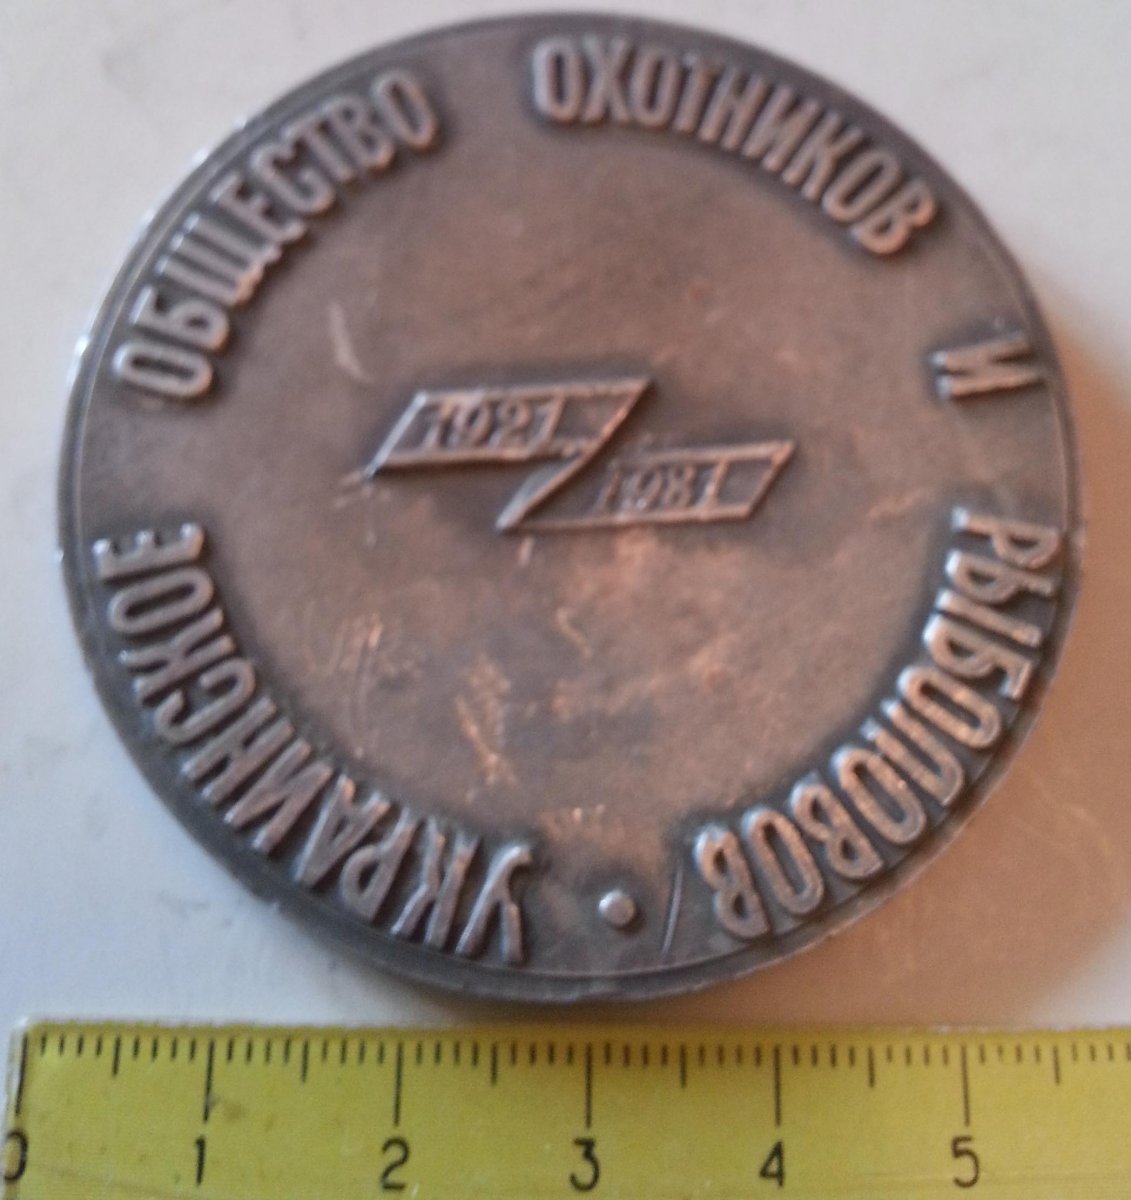 УКРАИНСКОЕ ОБЩЕСТВО ОХОТНИКОВ И РЫБОЛОВОВ
1921
1981
0 1 2 3 4 5